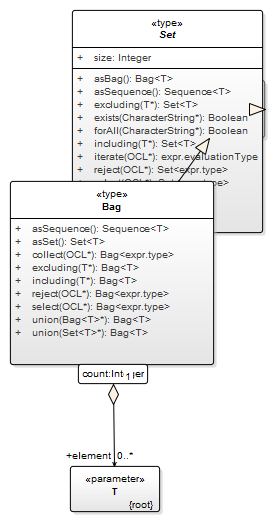 «type»
Set
+ size: Integer
+ asBag(): Bag<T>
+ asSequence(): Sequence<T>
+ excluding(T*): Set<T>
+ exists(CharacterString*): Boolean
+ forAll(CharacterString*): Boolean
+ including(T*): Set<T>
+ iterate(OCL*): expr.evaluationType
+ reject(OCL*): Set<expr.type>
«type»
Bag
+ asSequence(): Sequence<T>
+ asSet(): Set<T>
+ collect(OCL*): Bag<expr.type>
+ excluding(T*): Bag<T>
+ including(T*): Bag<T>
+ reject(OCL*): Bag<expr.type>
+ select(OCL*): Bag<expr.type>
+ union(Bag<T>*): Bag<T>
+ union(Set<T>*): Bag<T>
count:Int 1
+element 0..*
«parameter»
T
{root}